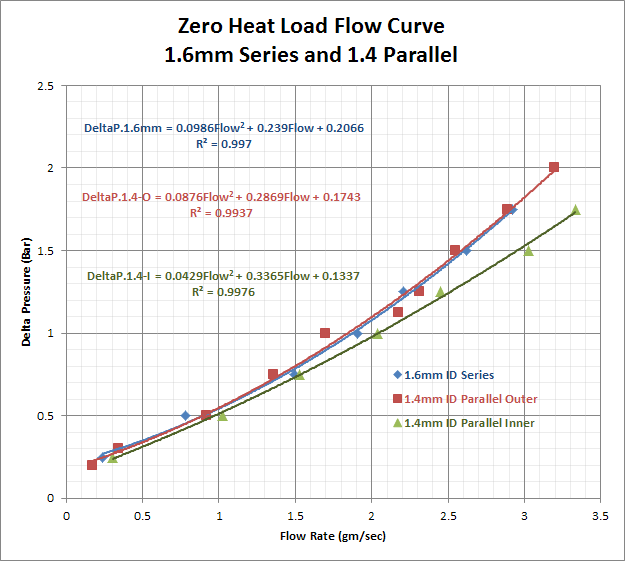 Zero Heat Load Flow Curve
1.6mm Series and 1.4 Parallel
2.5
DeltaP.1.6mm = 0.0986Flow² + 0.239Flow + 0.2066
R² = 0.997
2
DeltaP.1.4-O = 0.0876Flow² + 0.2869Flow + 0.1743
R² = 0.9937
1.5
DeltaP.1.4-I = 0.0429Flow² + 0.3365Flow + 0.1337
R² = 0.9976
Delta Pressure (Bar)
1
1.6mm ID Series
1.4mm ID Parallel Outer
1.4mm ID Parallel Inner
0.5
0
0 0.5 1 1.5 2 2.5 3 3.5
Flow Rate (gm/sec)